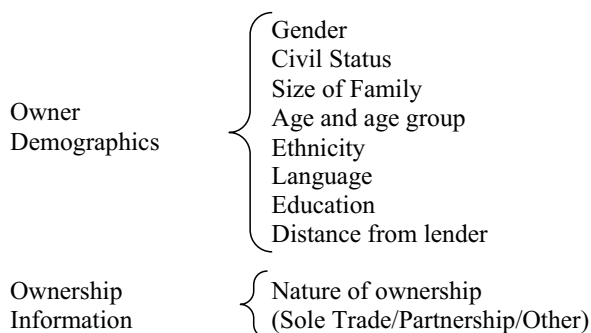 Owner
Demographics
Gender
Civil Status
Size of Family
Age and age group
Ethnicity
Language
Education
Distance from lender
Ownership
Information
Nature of ownership
(Sole Trade/Partnership/Other)